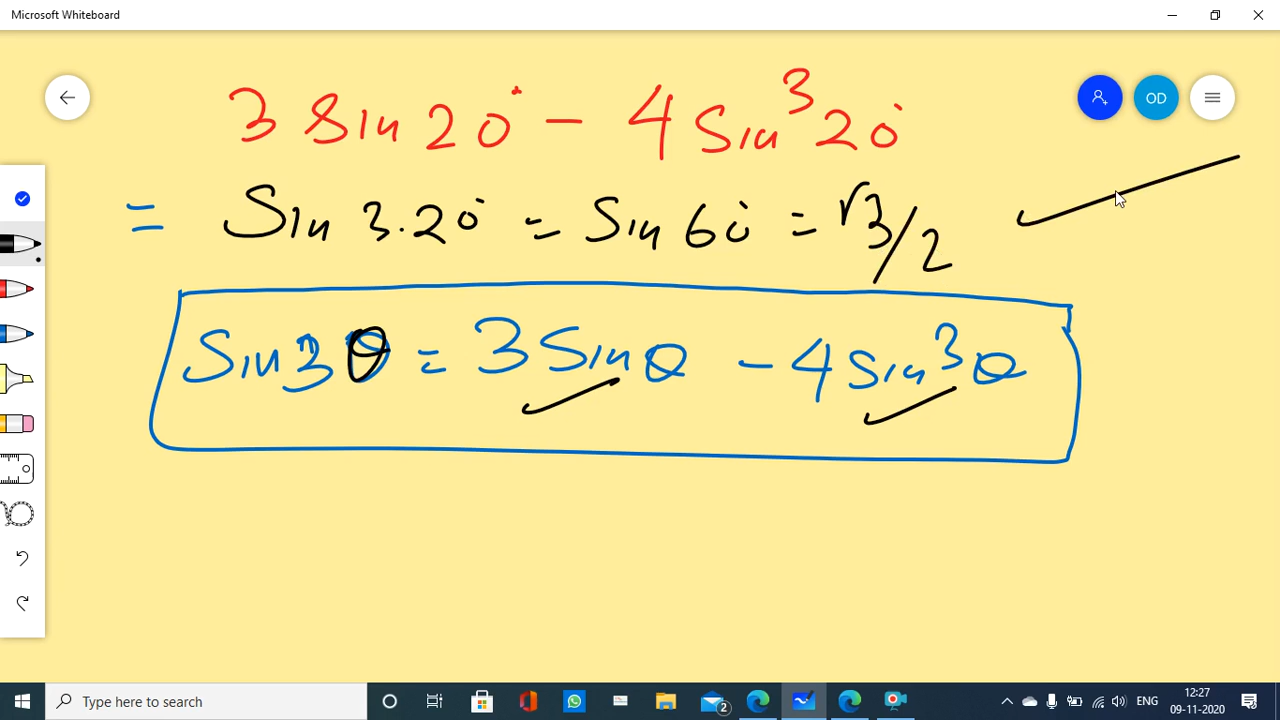 Microsoft Whiteboard
OD
3 Sin 20° - 4 Sin³ 20°
= Sin 3.20° = Sin 60° = √3/2
Sin 3θ = 3 Sin θ - 4 Sin³ θ
Type here to search
2
ENG
12:27
09-11-2020